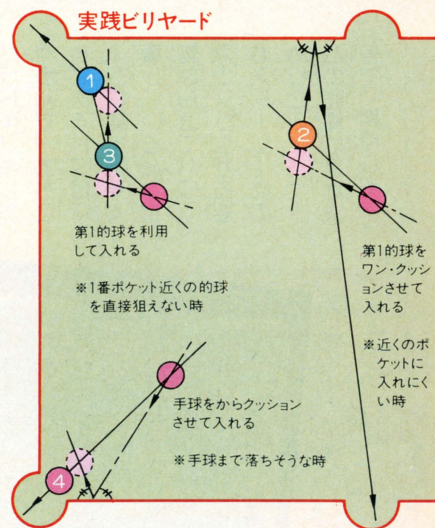 実践ビリヤード
1
3
2
第1的球を利用
して入れる
※1番ポケット近くの的球
を直接狙えない時
第1的球を
ワン・クッシ
ョンさせて
入れる
※近くのポ
ケットに
入れにく
い時
手球をからクッション
させて入れる
※手球まで落ちそうな時
4